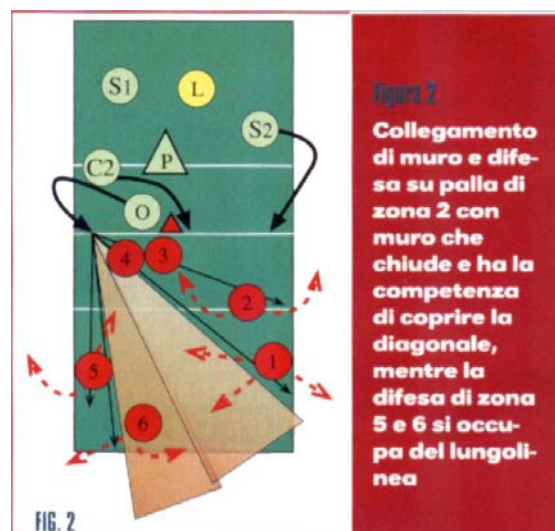 S1
L
S2
P
C2
O
4
3
2
5
1
6
FIG. 2
Figura 2
Collegamento
di muro e dife-
sa su palla di
zona 2 con
muro che
chiude e ha la
competenza
di coprire la
diagonale,
mentre la
difesa di zona
5 e 6 si occu-
pa del lungoli-
nea